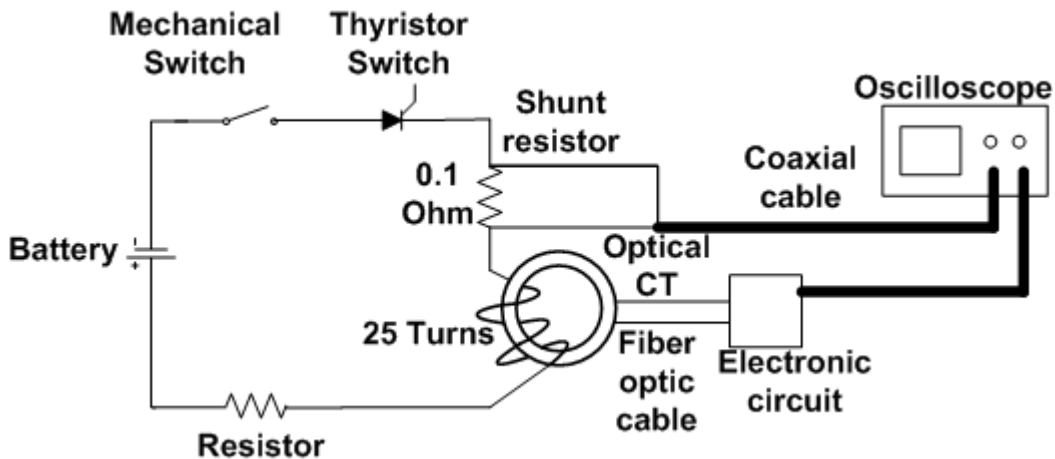 Mechanical
Switch
Thyristor
Switch
Shunt
resistor
Oscilloscope
Coaxial
cable
0.1
Ohm
Battery
Optical
CT
25 Turns
Fiber
optic
cable
Electronic
circuit
Resistor